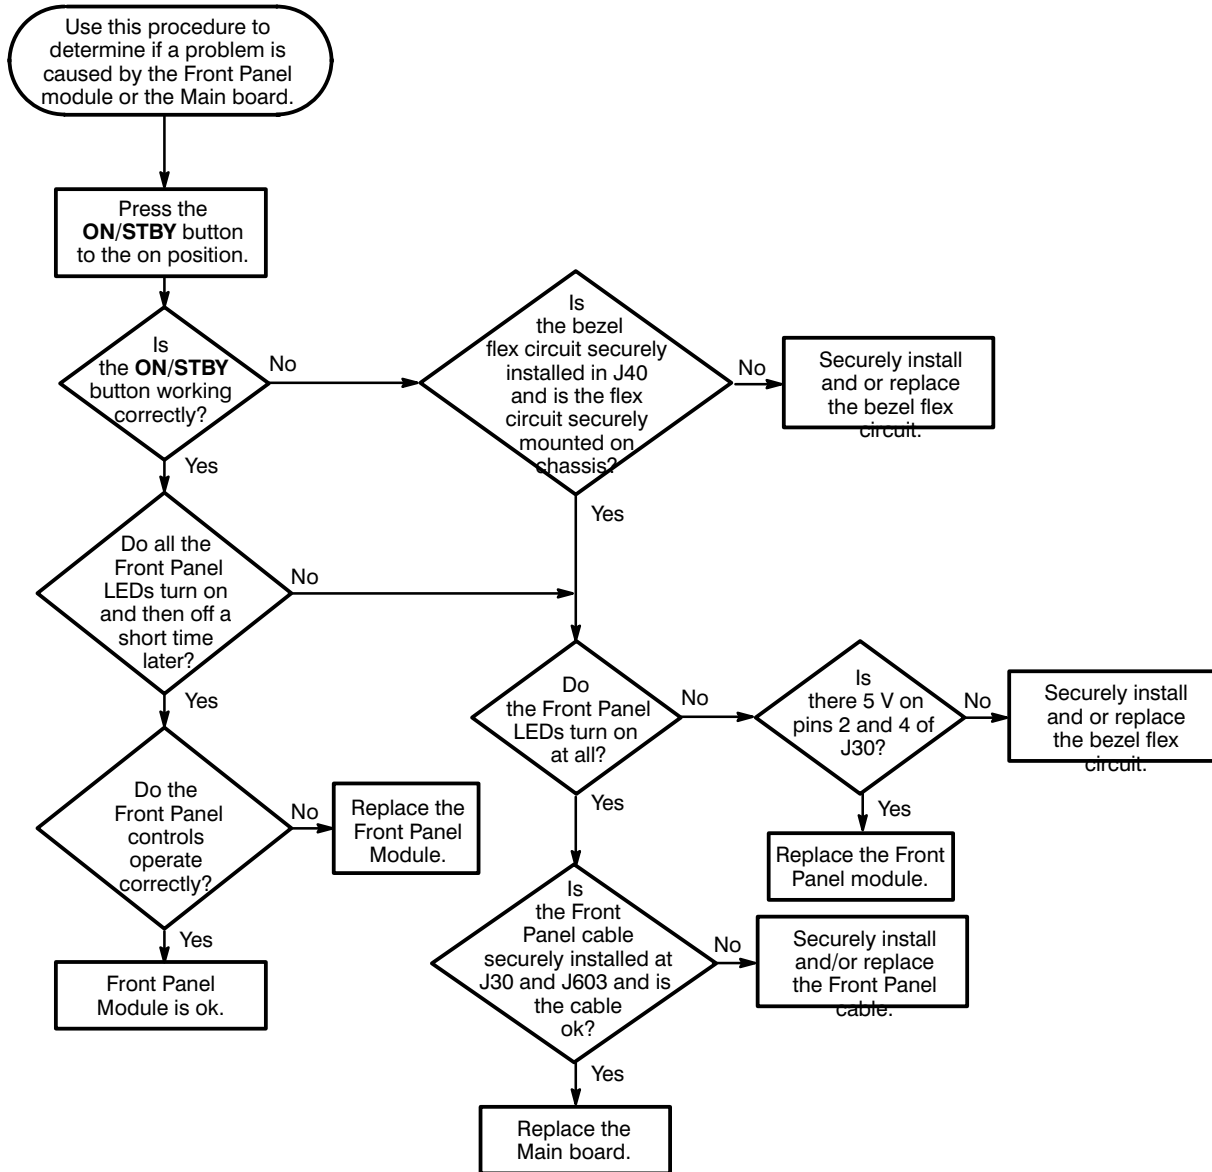 Use this procedure to
determine if a problem is
caused by the Front Panel
module or the Main board.
Press the
ON/STBY button
to the on position.
Is
the ON/STBY
button working
correctly?
No
Yes
Is
the bezel
flex circuit securely
installed in J40
and is the flex
circuit securely
mounted on
chassis?
No
Yes
Securely install
and or replace
the bezel flex
circuit.
Do all the
Front Panel
LEDs turn on
and then off a
short time
later?
No
Yes
Do
the Front Panel
LEDs turn on
at all?
No
Yes
Is
there 5 V on
pins 2 and 4 of
J30?
No
Yes
Securely install
and or replace
the bezel flex
circuit.
Do the
Front Panel
controls
operate
correctly?
No
Yes
Replace the
Front Panel
Module.
Replace the Front
Panel module.
Is
the Front
Panel cable
securely installed at
J30 and J603 and is
the cable
ok?
No
Yes
Securely install
and/or replace
the Front Panel
cable.
Front Panel
Module is ok.
Replace the
Main board.